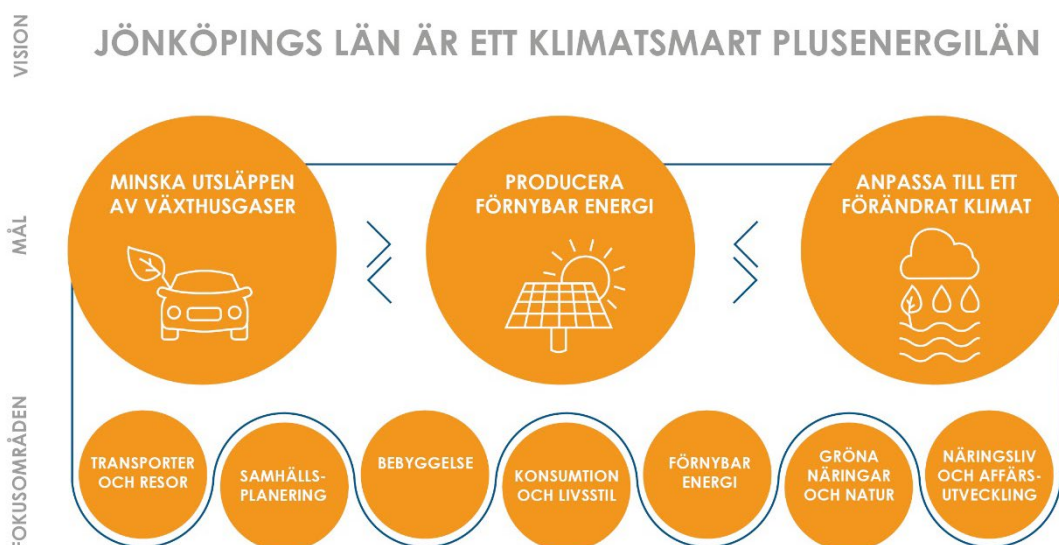 VISION
JÖNKÖPINGS LÄN ÄR ETT KLIMATSMART PLUSENERGILÄN
MÅL
MINSKA UTSLÄPPEN
AV VÄXTHUSGASER
PRODUCERA
FÖRNYBAR ENERGI
ANPASSA TILL ETT
FÖRÄNDRAT KLIMAT
FOKUSOMRÅDEN
TRANSPORTER
OCH RESOR
SAMHÄLLS-
PLANERING
BEBYGGELSE
KONSUMTION
OCH LIVSSTIL
FÖRNYBAR
ENERGI
GRÖNA
NÄRINGAR
OCH NATUR
NÄRINGSLIV
OCH AFFÄRS-
UTVECKLING